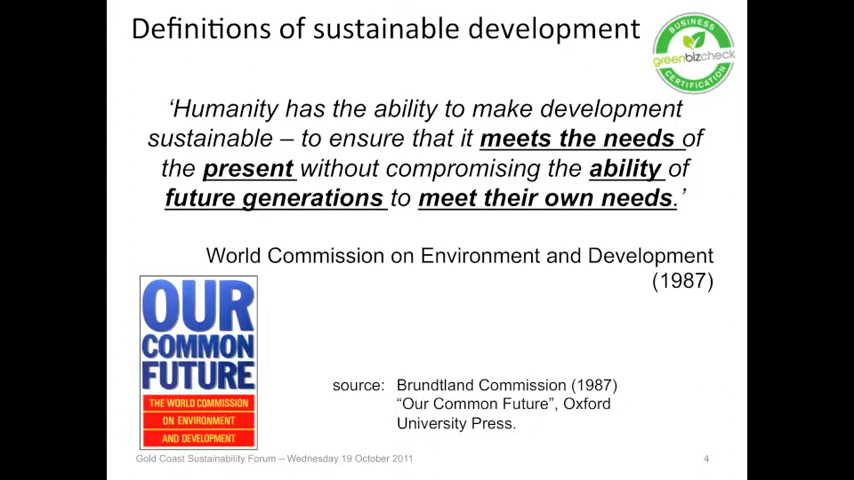 Definitions of sustainable development
BUSINESS
greenbizcheck
CERTIFICATION
‘Humanity has the ability to make development
sustainable – to ensure that it meets the needs of
the present without compromising the ability of
future generations to meet their own needs.’
World Commission on Environment and Development
(1987)
OUR
COMMON
FUTURE
THE WORLD COMMISSION
ON ENVIRONMENT
AND DEVELOPMENT
source: Brundtland Commission (1987)
“Our Common Future”, Oxford
University Press.
Gold Coast Sustainability Forum – Wednesday 19 October 2011 4